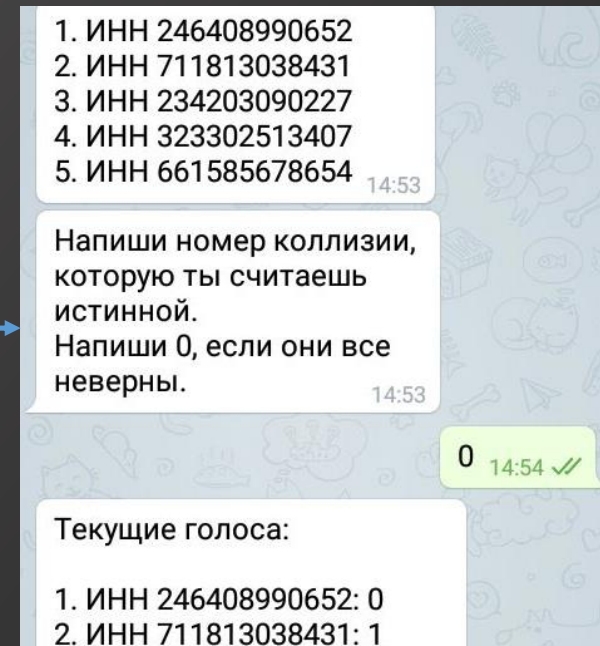 1. ИНН 246408990652
2. ИНН 711813038431
3. ИНН 234203090227
4. ИНН 323302513407
5. ИНН 661585678654 14:53
Напиши номер коллизии,
которую ты считаешь
истинной.
Напиши 0, если они все
неверны. 14:53
0 14:54
Текущие голоса:
1. ИНН 246408990652: 0
2. ИНН 711813038431: 1